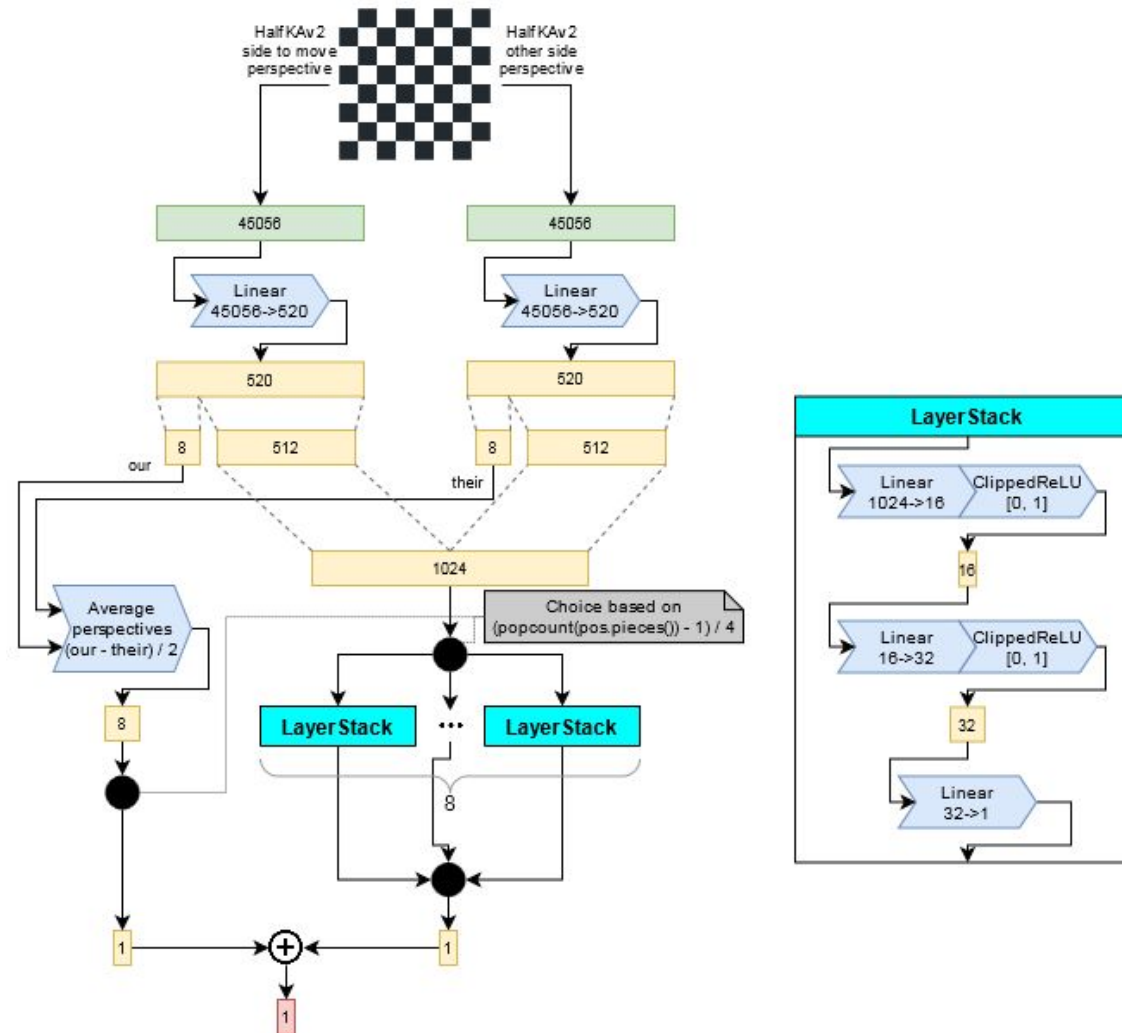 HalfKAv2
side to move
perspective
HalfKAv2
other side
perspective
45056
45056
Linear
45056->520
Linear
45056->520
520
520
8
512
8
512
our
their
1024
Choice based on
(popcount(pos.pieces()) - 1) / 4
Average
perspectives
(our - their) / 2
8
LayerStack
...
LayerStack
8
1
1
1
LayerStack
Linear
1024->16
ClippedReLU
[0, 1]
16
Linear
16->32
ClippedReLU
[0, 1]
32
Linear
32->1